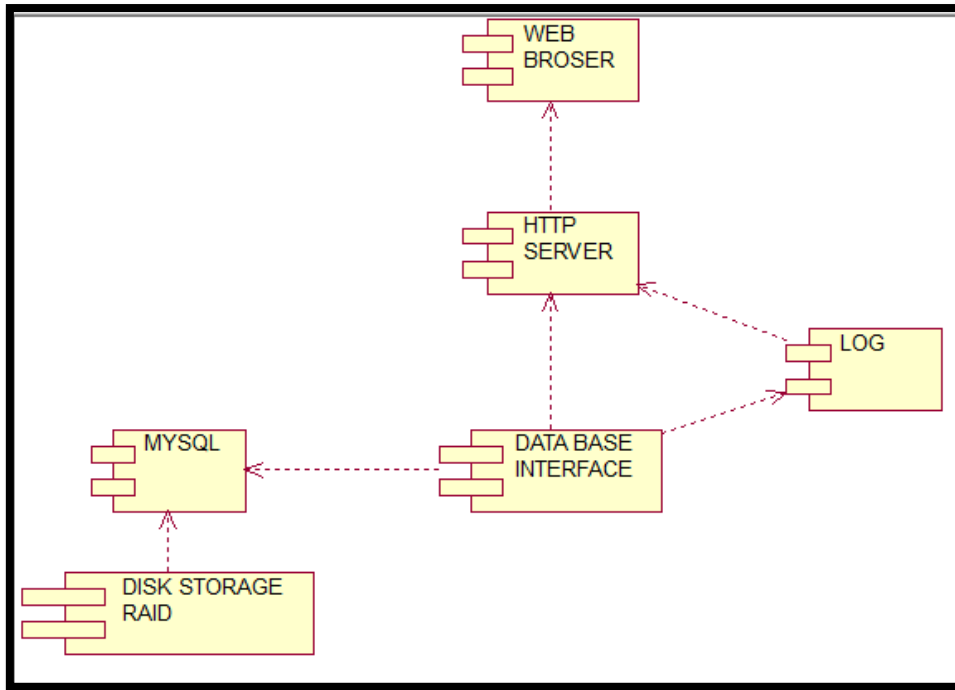 WEB
BROSER
HTTP
SERVER
LOG
MYSQL
DATA BASE
INTERFACE
DISK STORAGE
RAID